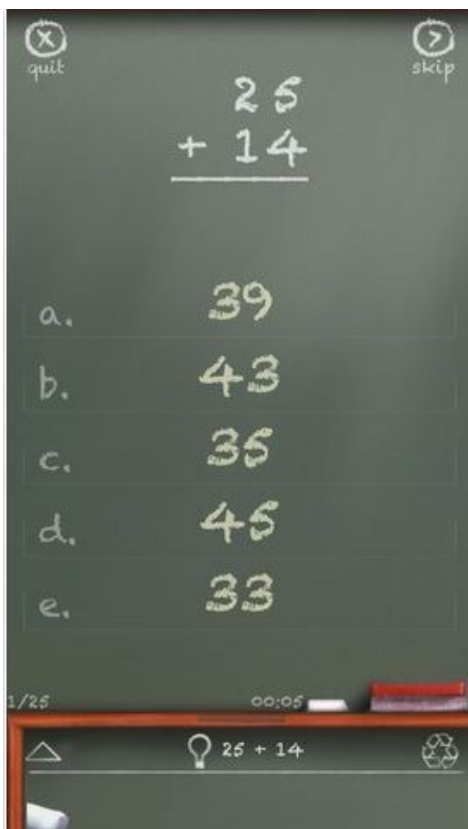 quit
skip
25
+ 14
a. 39
b. 43
c. 35
d. 45
e. 33
1/25 00:05
25 + 14